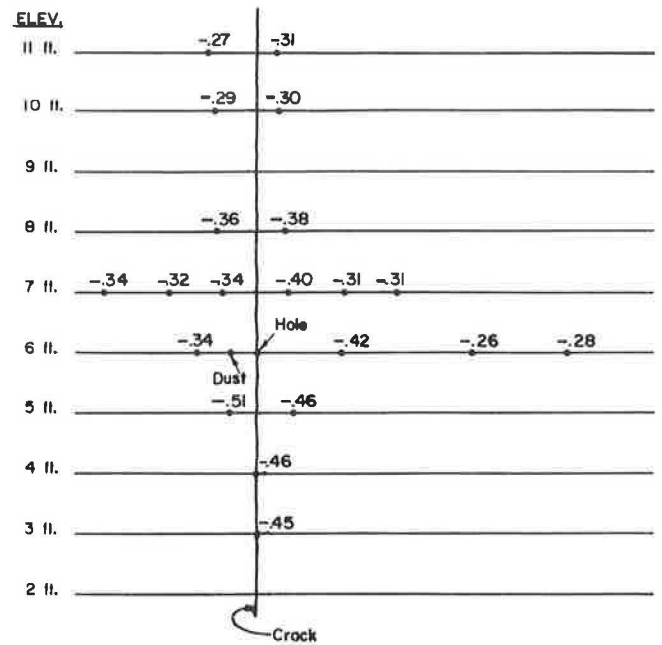 ELEV.
11 ft. -.27 -.31
10 ft. -.29 -.30
9 ft.
8 ft. -.36 -.38
7 ft. -.34 -.32 -.34 -.40 -.31 -.31
Hole
6 ft. -.34 -.42 -.26 -.28
Dust
5 ft. -.51 -.46
4 ft. -.46
3 ft. -.45
2 ft.
Crack